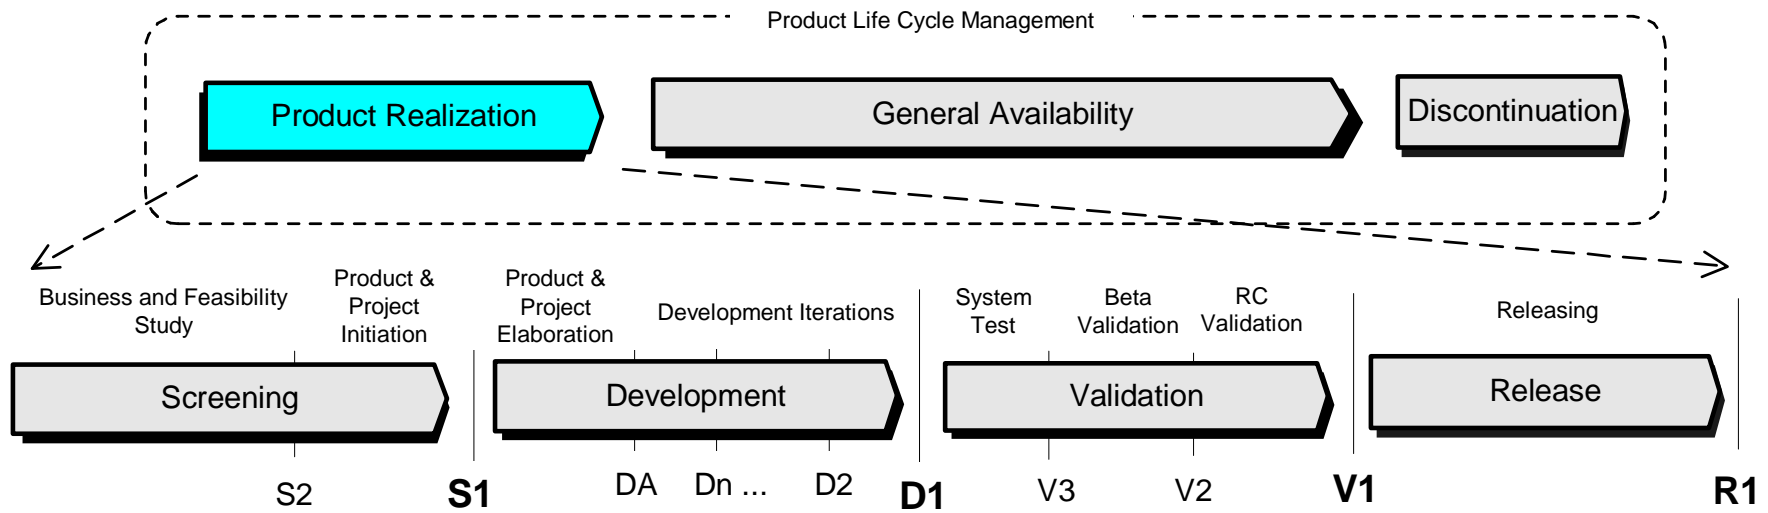 Product Life Cycle Management
Product Realization
General Availability
Discontinuation
Business and Feasibility
Study
Product &
Project
Initiation
Product &
Project
Elaboration
Development Iterations
System
Test
Beta
Validation
RC
Validation
Releasing
Screening
Development
Validation
Release
S2
S1
DA
Dn ...
D2
D1
V3
V2
V1
R1